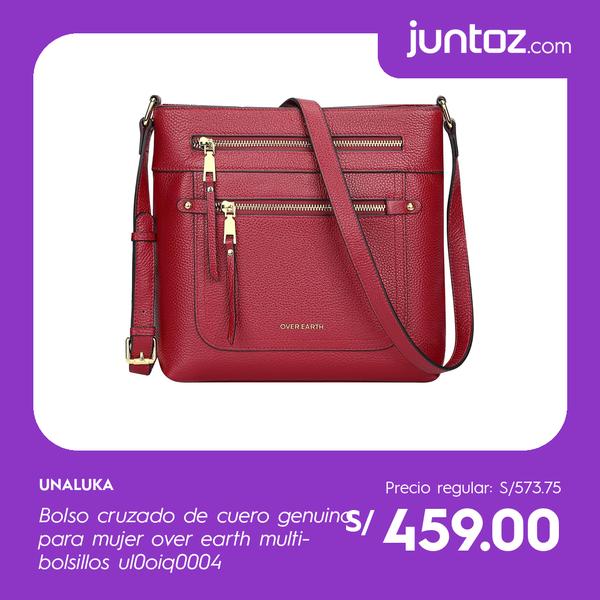 juntoz.com
OVER EARTH
UNALUKA
Precio regular: S/573.75
Bolso cruzado de cuero genuino
para mujer over earth multi-
bolsillos ul0oiq0004
S/ 459.00